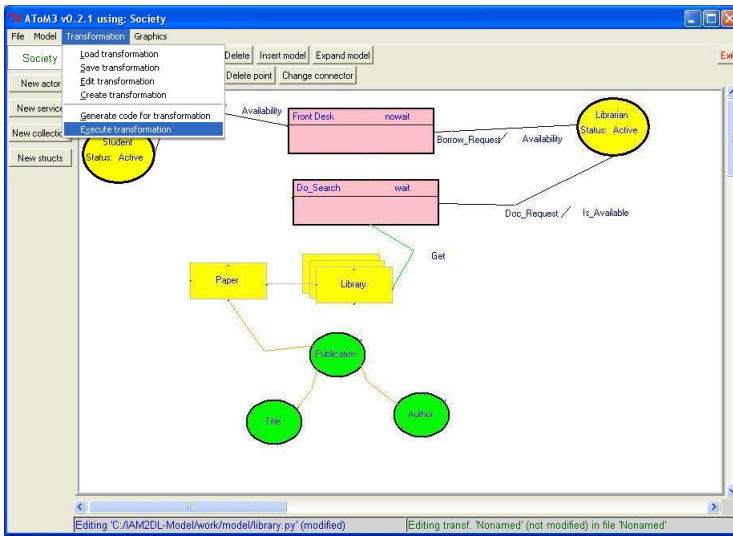 AToM3 v0.2.1 using: Society
File Model Transformation Graphics
Society
Delete Insert model Expand model
Exi
Load transformation
Save transformation
Edit transformation
Create transformation
Generate code for transformation
Execute transformation
Delete point Change connector
New actor
New service
New collectio
New structs
Availability
Front Desk nowait
Borrow_Request Availability
Librarian
Status: Active
Student
Status: Active
Do_Search wait
Doc_Request Is_Available
Get
Paper
Library
Publication
Title
Author
Editing 'C:/IAM2DL-Model/work/model/library.py' (modified)
Editing transf. 'Nonamed' (not modified) in file 'Nonamed'